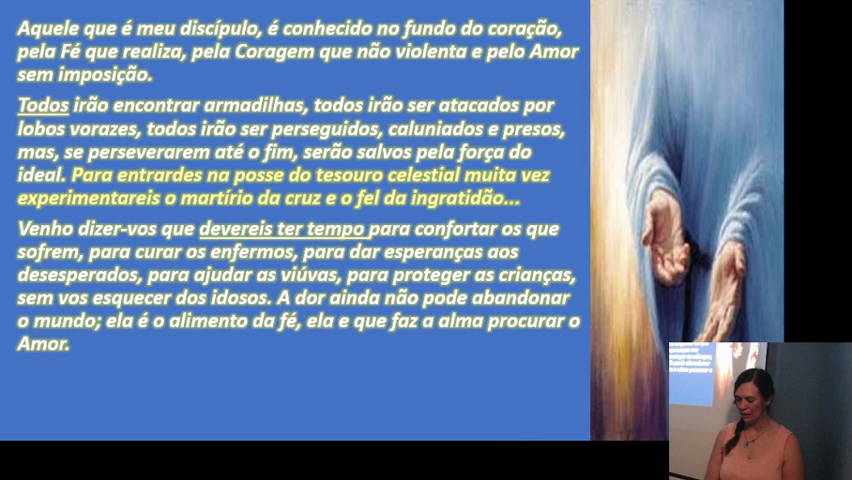 Aquele que é meu discípulo, é conhecido no fundo do coração,
pela Fé que realiza, pela Coragem que não violenta e pelo Amor
sem imposição.
Todos irão encontrar armadilhas, todos irão ser atacados por
lobos vorazes, todos irão ser perseguidos, caluniados e presos,
mas, se perseverarem até o fim, serão salvos pela força do
ideal. Para entrardes na posse do tesouro celestial muita vez
experimentareis o martírio da cruz e o fel da ingratidão...
Venho dizer-vos que devereis ter tempo para confortar os que
sofrem, para curar os enfermos, para dar esperanças aos
desesperados, para ajudar as viúvas, para proteger as crianças,
sem vos esquecer dos idosos. A dor ainda não pode abandonar
o mundo; ela é o alimento da fé, ela e que faz a alma procurar o
Amor.